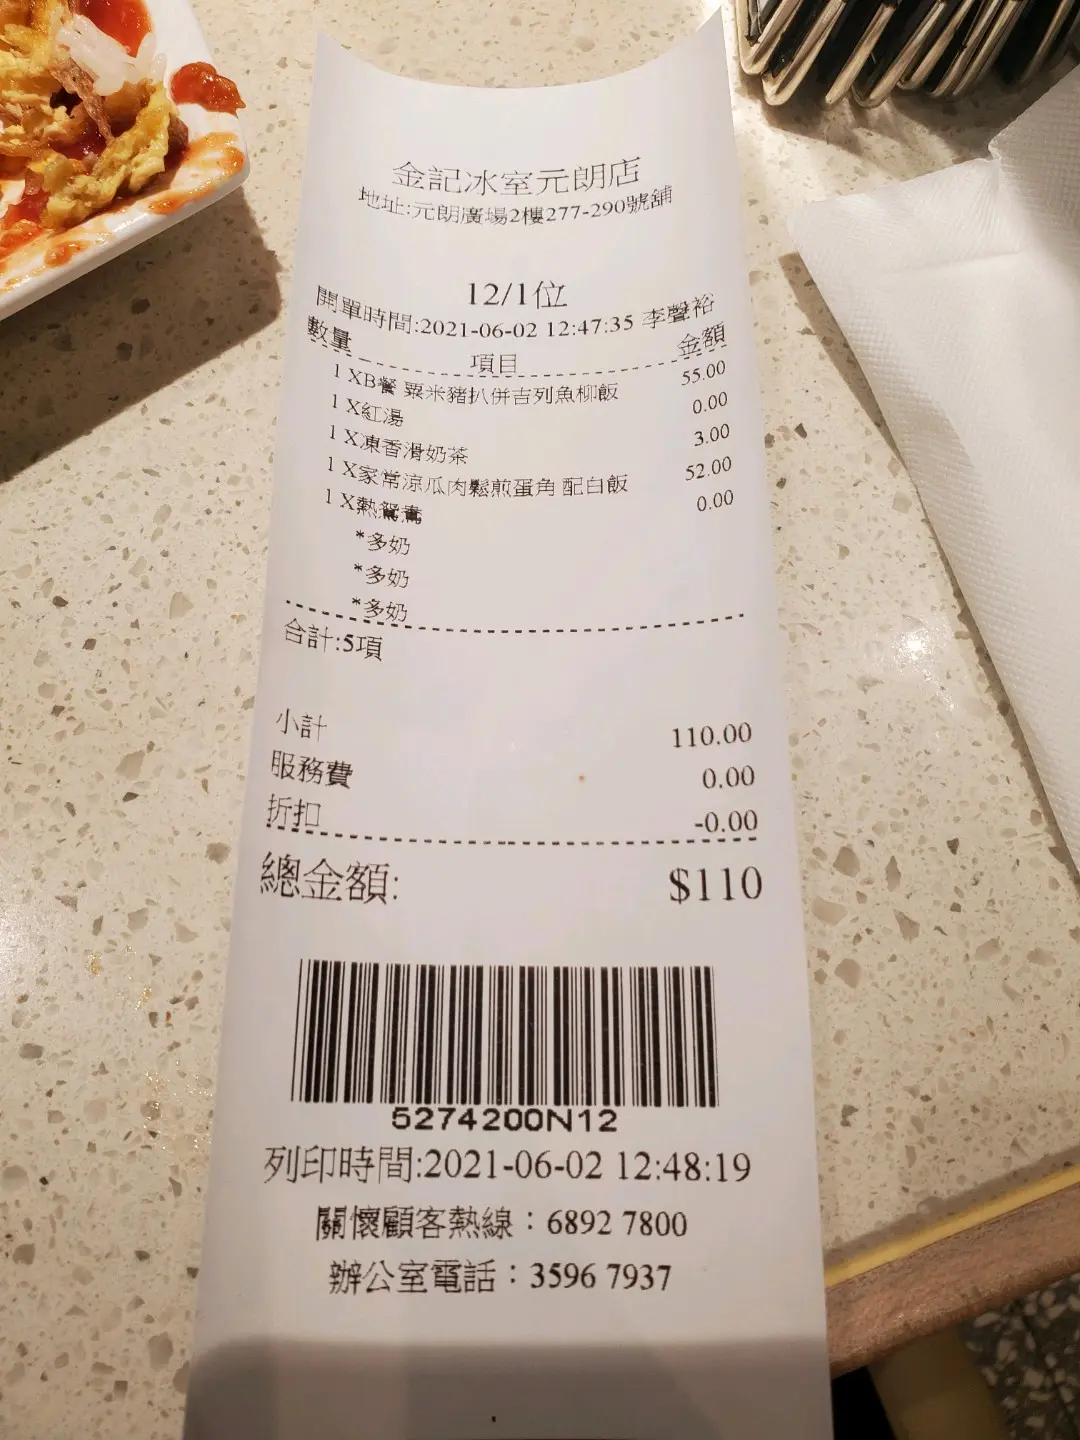 金記冰室元朗店
地址:元朗廣場2樓277-290號舖
12/1位
開單時間:2021-06-02 12:47:35 李聲裕
數量 項目 金額
1 XB餐 粟米豬扒併吉列魚柳飯 55.00
1 X紅湯 0.00
1 X凍香滑奶茶 3.00
1 X家常涼瓜肉鬆煎蛋角 配白飯 52.00
1 X熱鴛鴦 0.00
*多奶
*多奶
*多奶
合計:5項
小計 110.00
服務費 0.00
折扣 -0.00
總金額: $110
5274200N12
列印時間:2021-06-02 12:48:19
關懷顧客熱線：6892 7800
辦公室電話：3596 7937